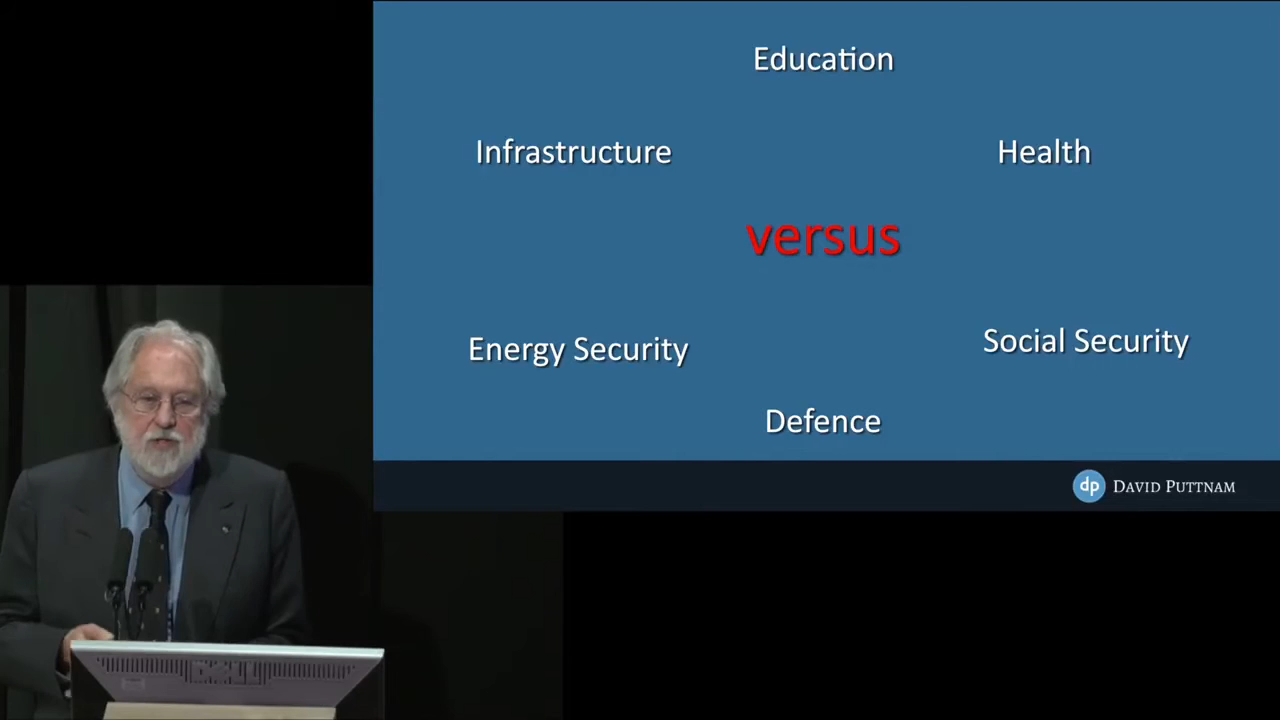 Education
Infrastructure
Health
versus
Energy Security
Social Security
Defence
dp DAVID PUTTNAM